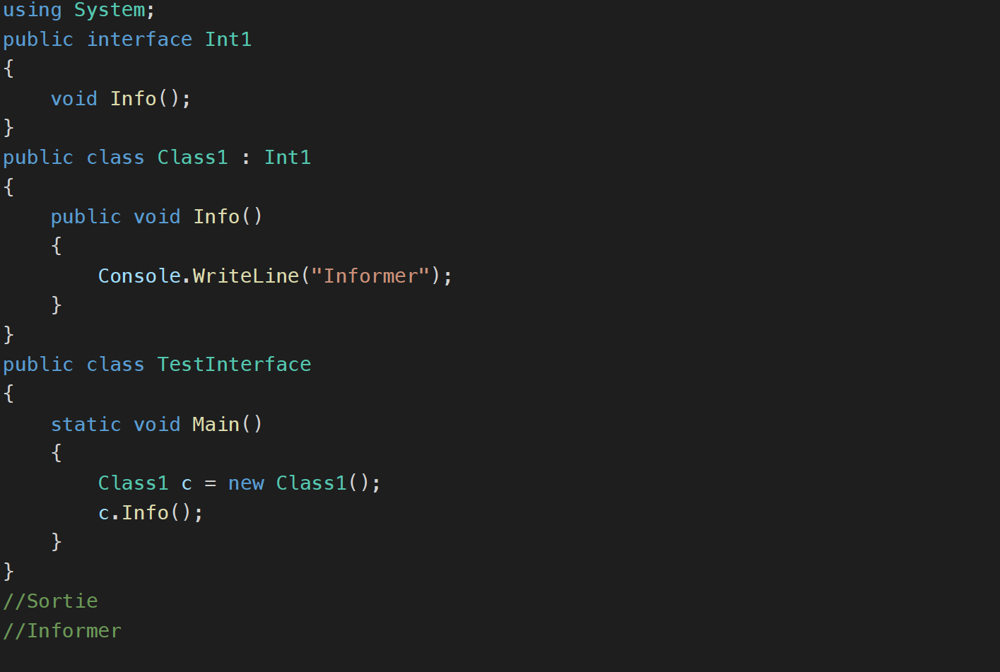 using System;
public interface Int1
{
    void Info();
}
public class Class1 : Int1
{
    public void Info()
    {
        Console.WriteLine("Informer");
    }
}
public class TestInterface
{
    static void Main()
    {
        Class1 c = new Class1();
        c.Info();
    }
}
//Sortie
//Informer